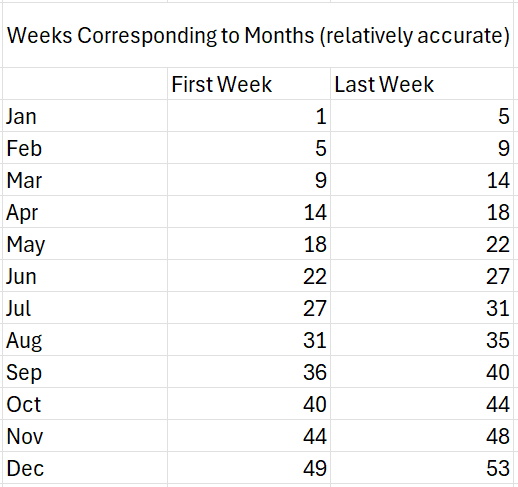 Weeks Corresponding to Months (relatively accurate)
First Week Last Week
Jan 1 5
Feb 5 9
Mar 9 14
Apr 14 18
May 18 22
Jun 22 27
Jul 27 31
Aug 31 35
Sep 36 40
Oct 40 44
Nov 44 48
Dec 49 53